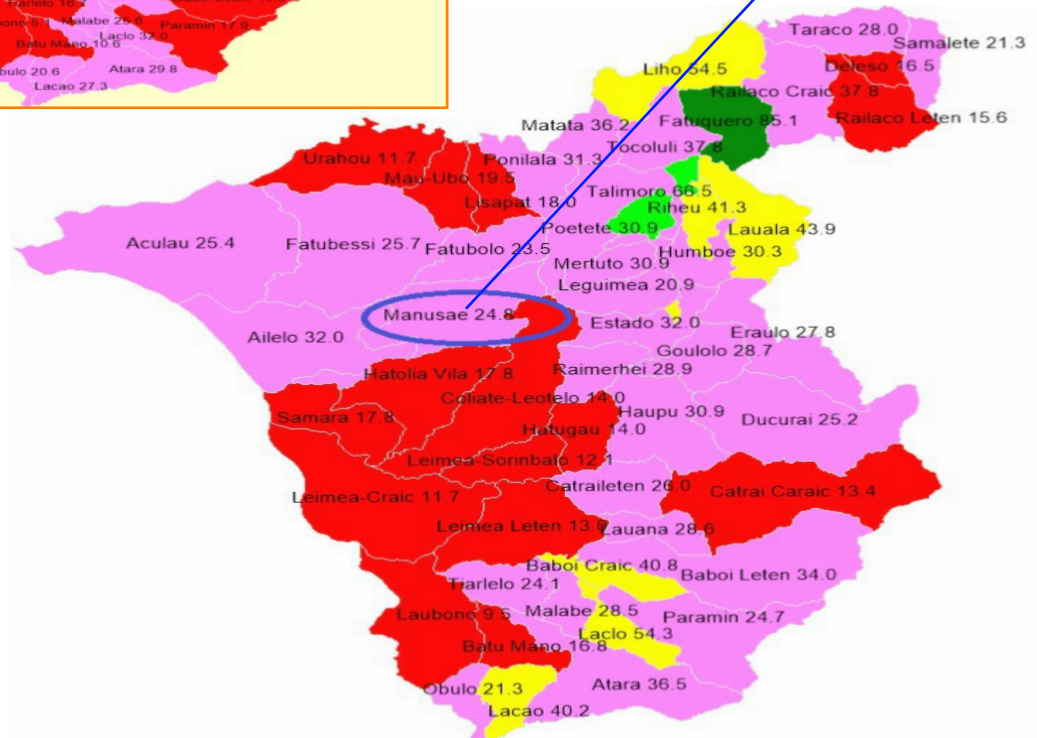 Malabe 25.6
Paramin 17.9
Laclo 32.0
Batu Mano 10.6
Obulo 20.6
Atara 29.8
Lacao 27.3
Taraco 28.0
Samalete 21.3
Liho 54.5
Deleso 16.5
Railaco Craic 37.8
Matata 36.2
Fatuquero 85.1
Railaco Leten 15.6
Tocoluli 37.8
Urahou 11.7
Ponilala 31.3
Mau-Ubo 19.5
Talimoro 66.5
Lisapat 18.0
Riheu 41.3
Poetete 30.9
Lauala 43.9
Aculau 25.4
Fatubessi 25.7
Fatubolo 23.5
Humboe 30.3
Mertuto 30.9
Leguimea 20.9
Manusae 24.8
Estado 32.0
Eraulo 27.8
Ailelo 32.0
Goulolo 28.7
Hatolia Vila 17.8
Raimerhei 28.9
Coliate-Leotelo 14.0
Haupu 30.9
Samara 17.8
Ducurai 25.2
Hatugau 14.0
Leimea-Sorinbalo 12.1
Catraileten 26.0
Catrai Caraic 13.4
Leimea-Craic 11.7
Leimea Leten 13.0
Lauana 28.6
Baboi Craic 40.8
Baboi Leten 34.0
Tiarlelo 24.1
Malabe 28.5
Laubono 9.5
Paramin 24.7
Laclo 54.3
Batu Mano 16.8
Obulo 21.3
Atara 36.5
Lacao 40.2